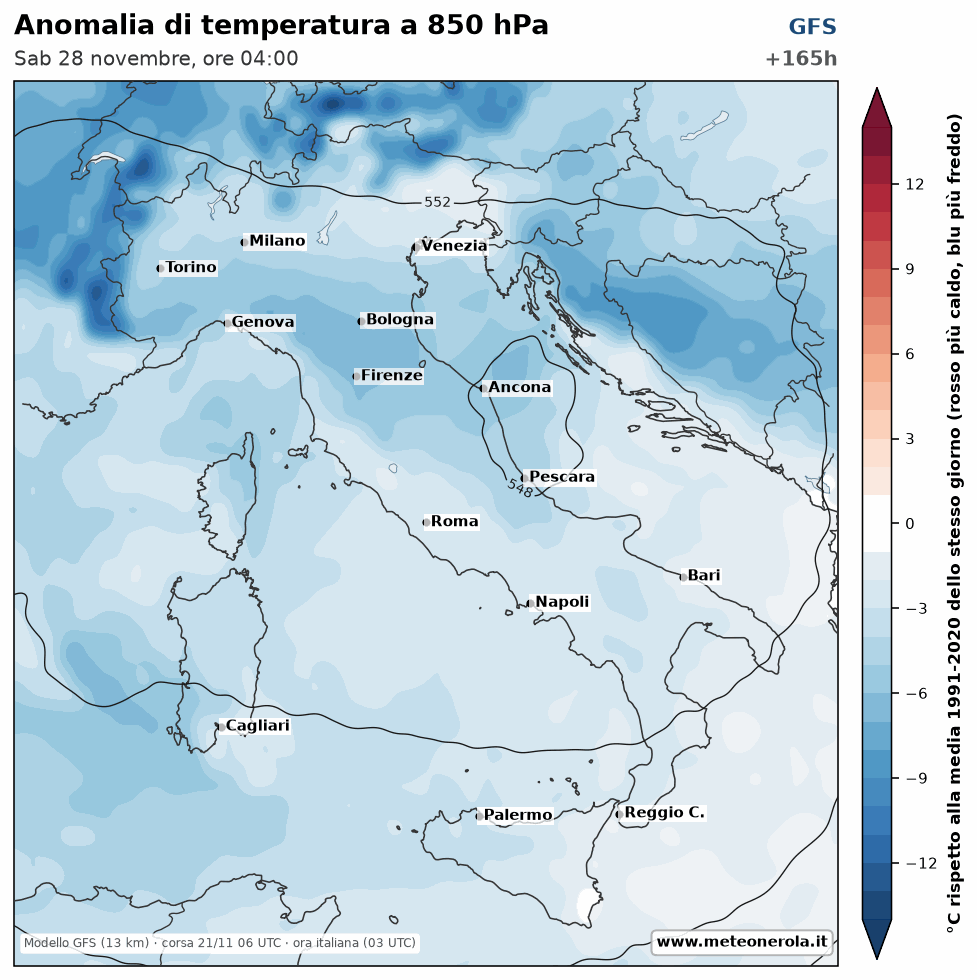 Anomalia di temperatura a 850 hPa
GFS
Sab 28 novembre, ore 04:00
+165h
552
Milano
Venezia
Torino
Genova
Bologna
Firenze
Ancona
Pescara
548
Roma
Bari
Napoli
Cagliari
Palermo
Reggio C.
12
9
6
3
0
−3
−6
−9
−12
°C rispetto alla media 1991-2020 dello stesso giorno (rosso più caldo, blu più freddo)
Modello GFS (13 km) · corsa 21/11 06 UTC · ora italiana (03 UTC)
www.meteonerola.it